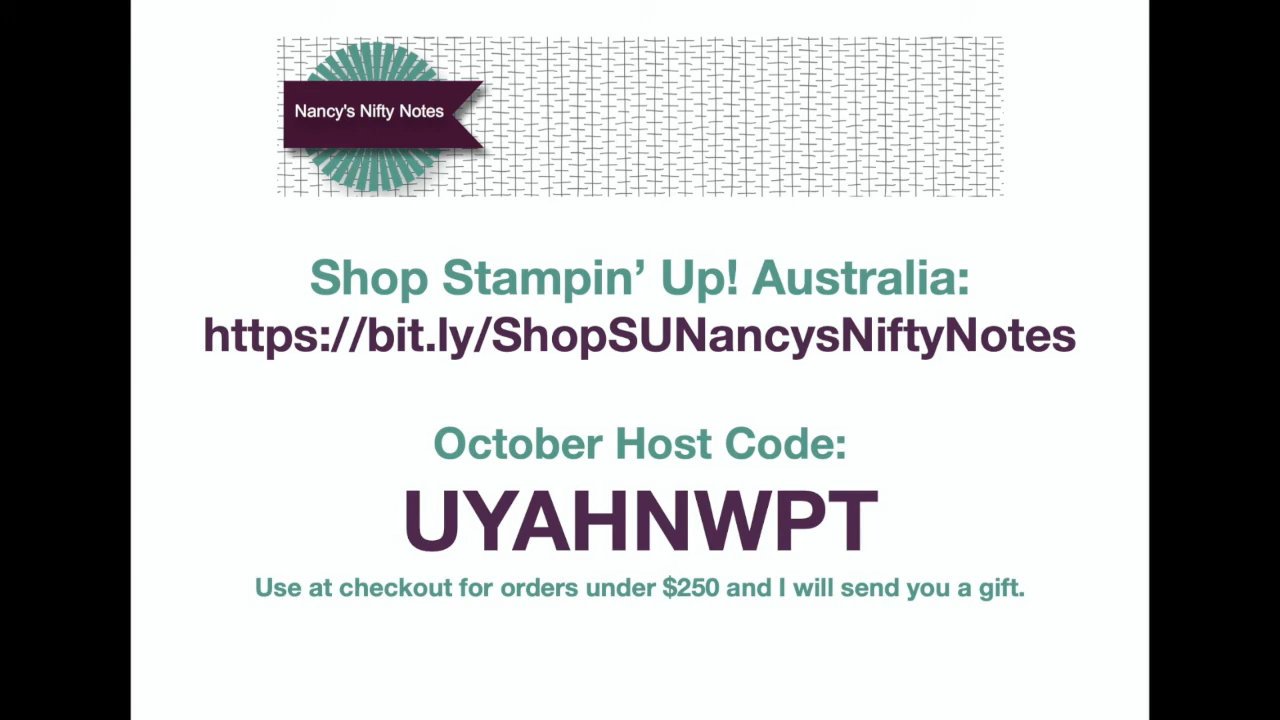 Nancy's Nifty Notes
Shop Stampin’ Up! Australia:
https://bit.ly/ShopSUNancysNiftyNotes
October Host Code:
UYAHNWPT
Use at checkout for orders under $250 and I will send you a gift.